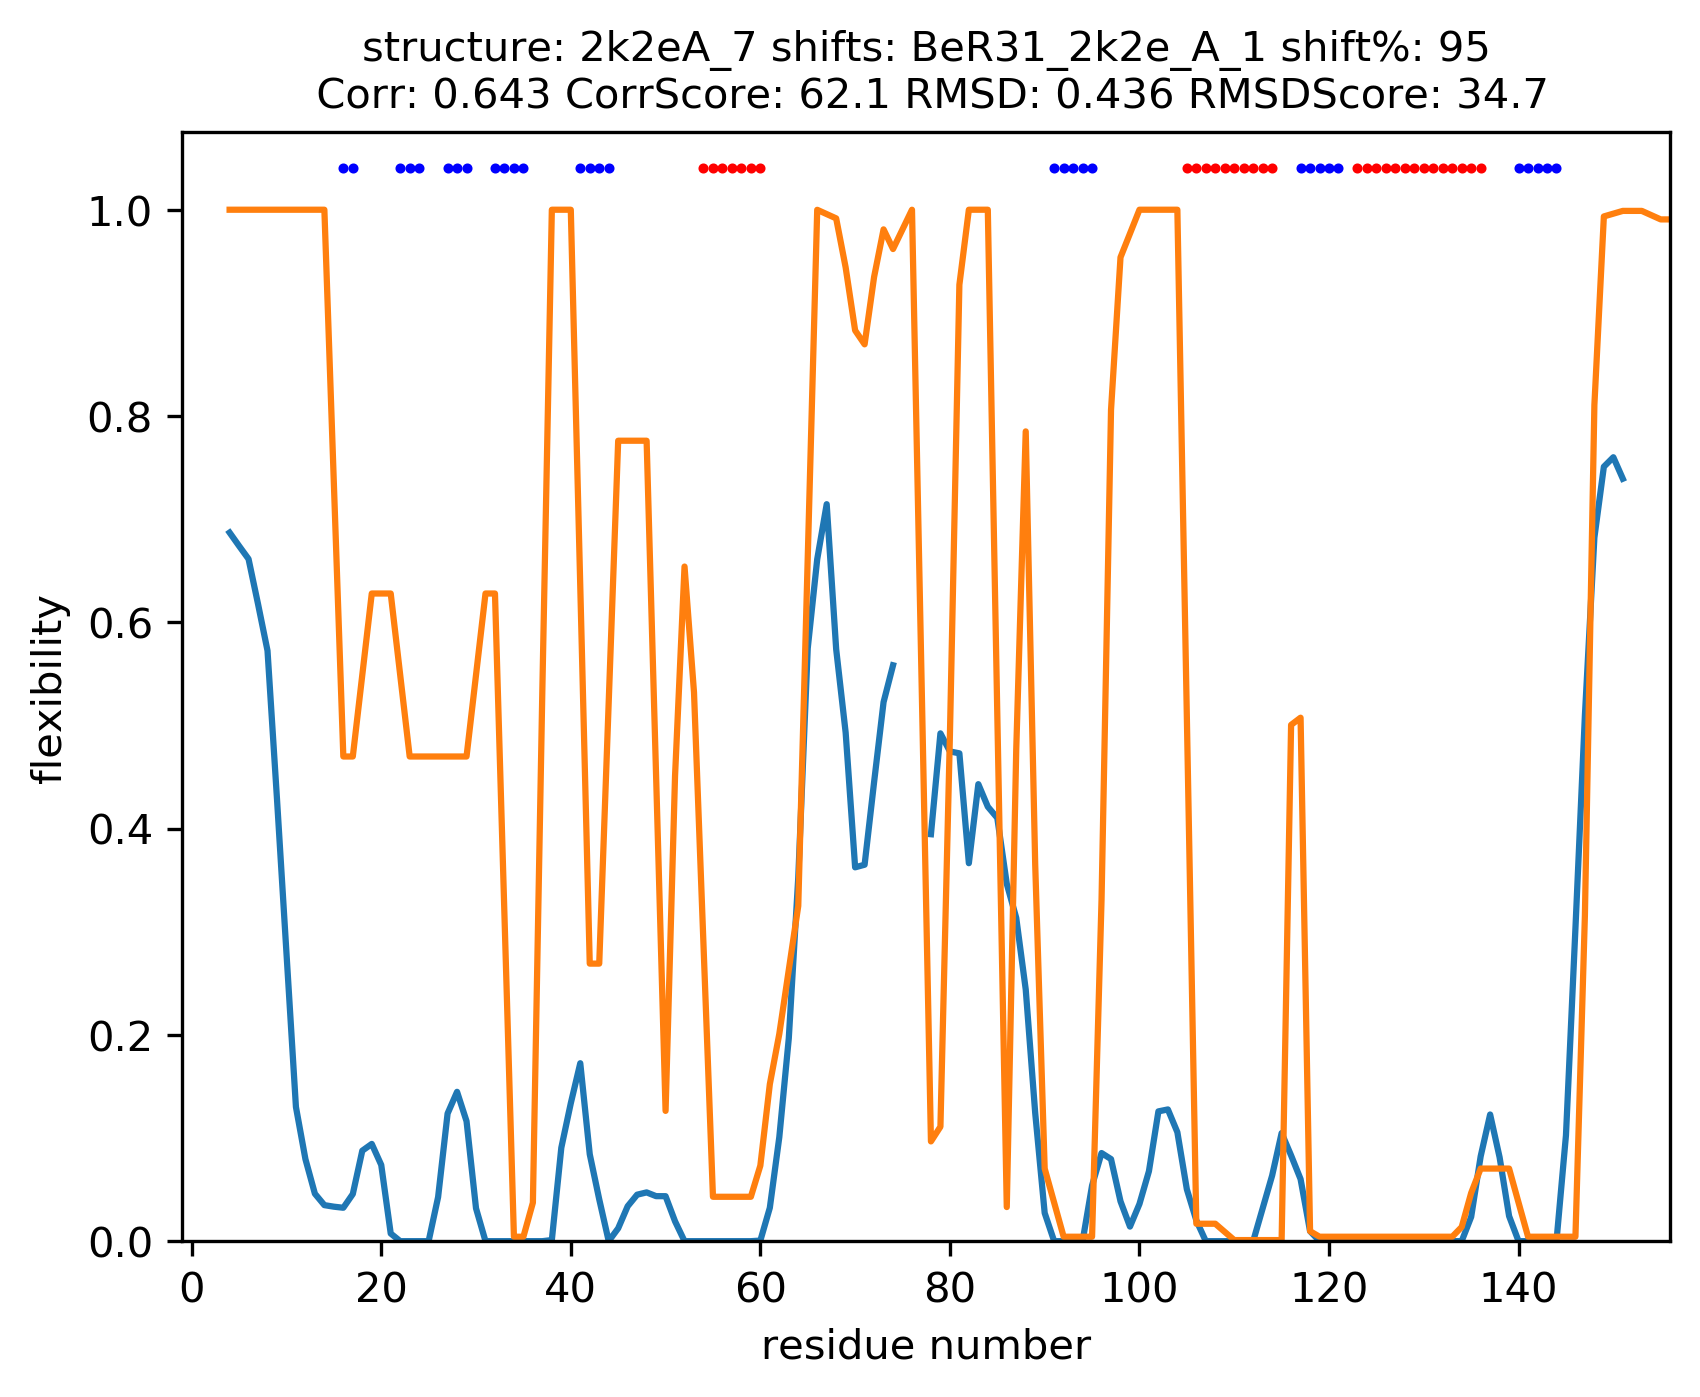 structure: 2k2eA_7 shifts: BeR31_2k2e_A_1 shift%: 95
Corr: 0.643 CorrScore: 62.1 RMSD: 0.436 RMSDScore: 34.7
1.0
0.8
0.6
0.4
0.2
0.0
flexibility
0 20 40 60 80 100 120 140
residue number